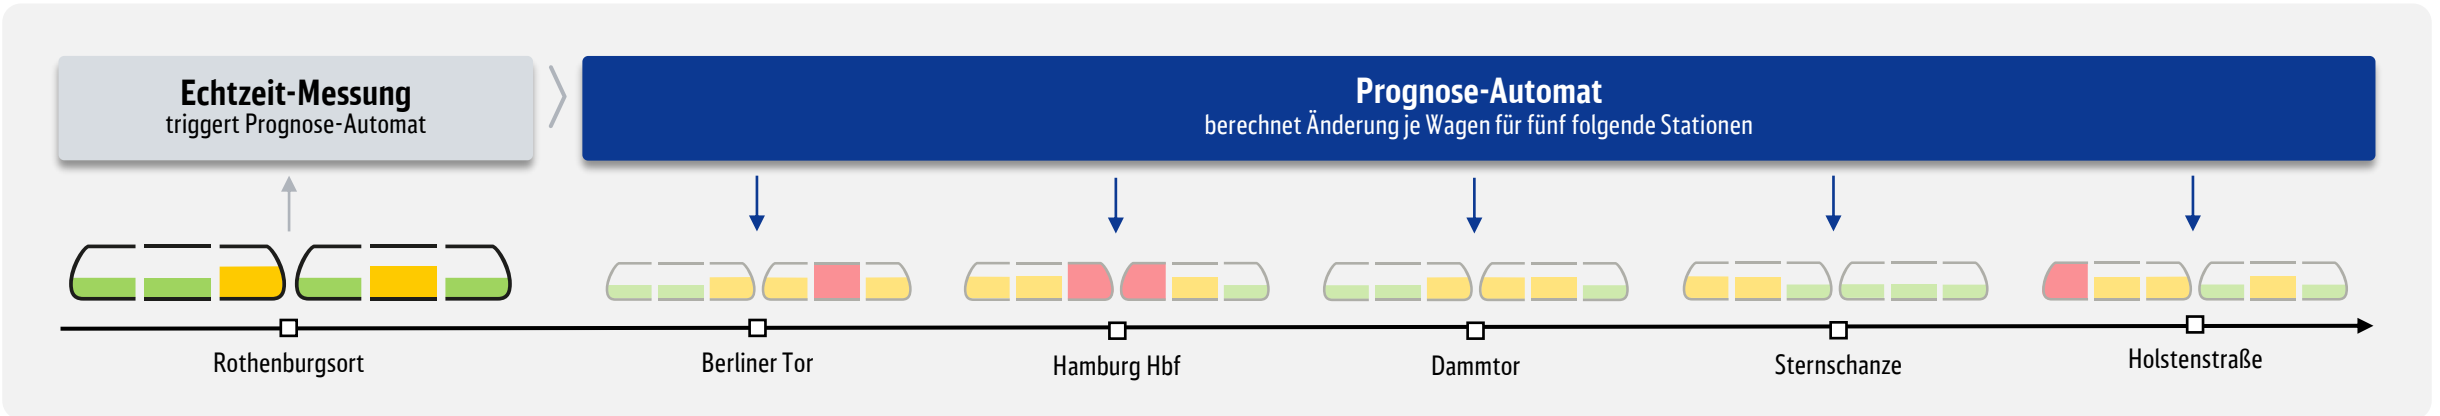 Echtzeit-Messung
triggert Prognose-Automat
Prognose-Automat
berechnet Änderung je Wagen für fünf folgende Stationen
Rothenburgsort
Berliner Tor
Hamburg Hbf
Dammtor
Sternschanze
Holstenstraße